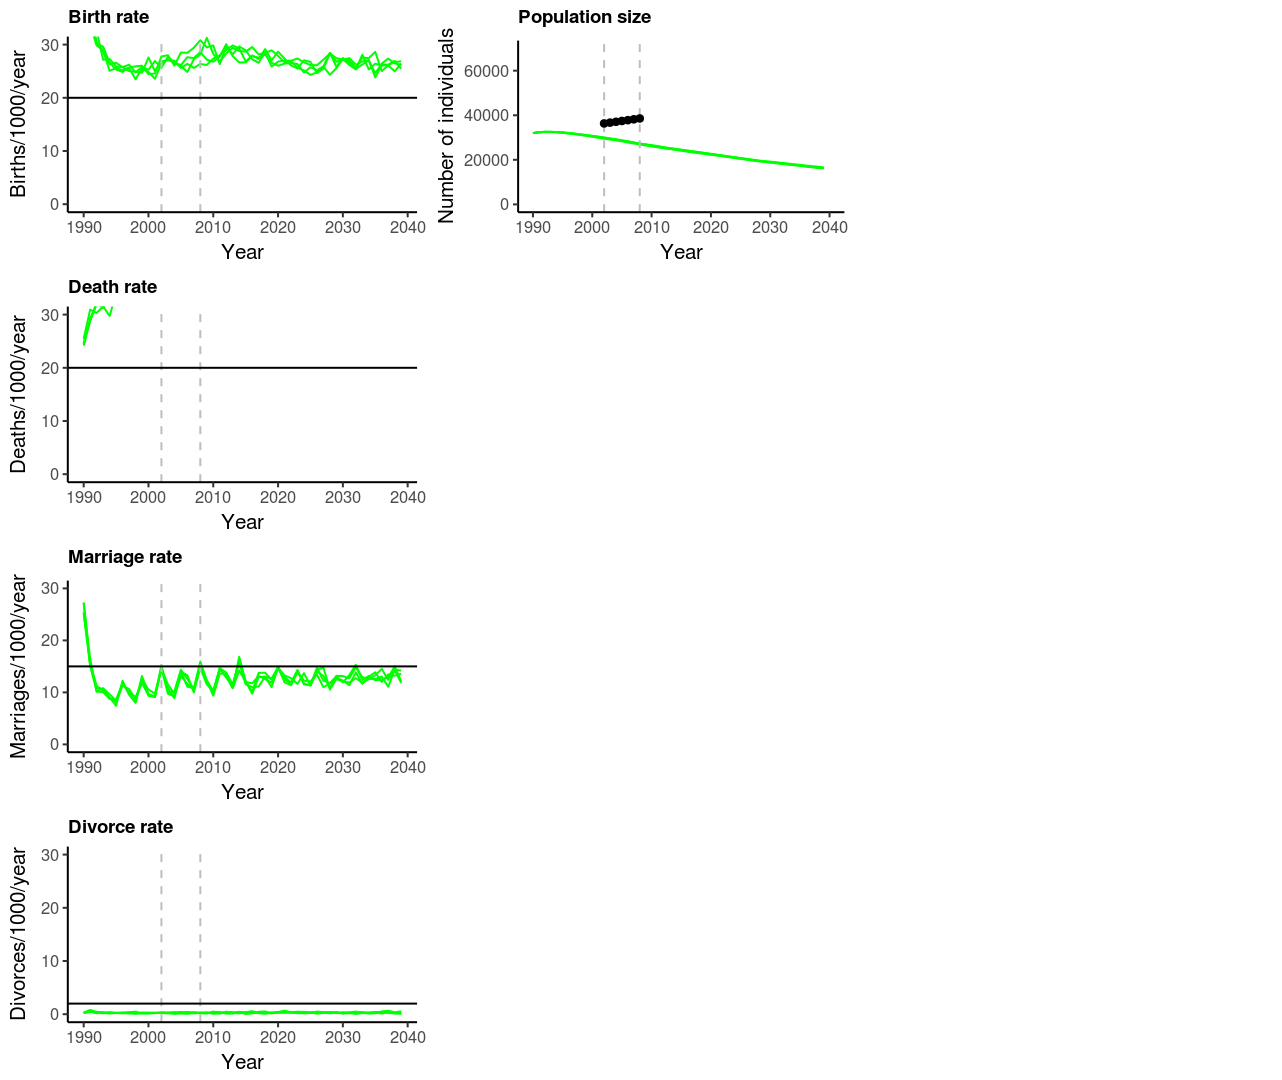 Birth rate
Births/1000/year
30
20
10
0
1990 2000 2010 2020 2030 2040
Year
Population size
Number of individuals
60000
40000
20000
0
1990 2000 2010 2020 2030 2040
Year
Death rate
Deaths/1000/year
30
20
10
0
1990 2000 2010 2020 2030 2040
Year
Marriage rate
Marriages/1000/year
30
20
10
0
1990 2000 2010 2020 2030 2040
Year
Divorce rate
Divorces/1000/year
30
20
10
0
1990 2000 2010 2020 2030 2040
Year